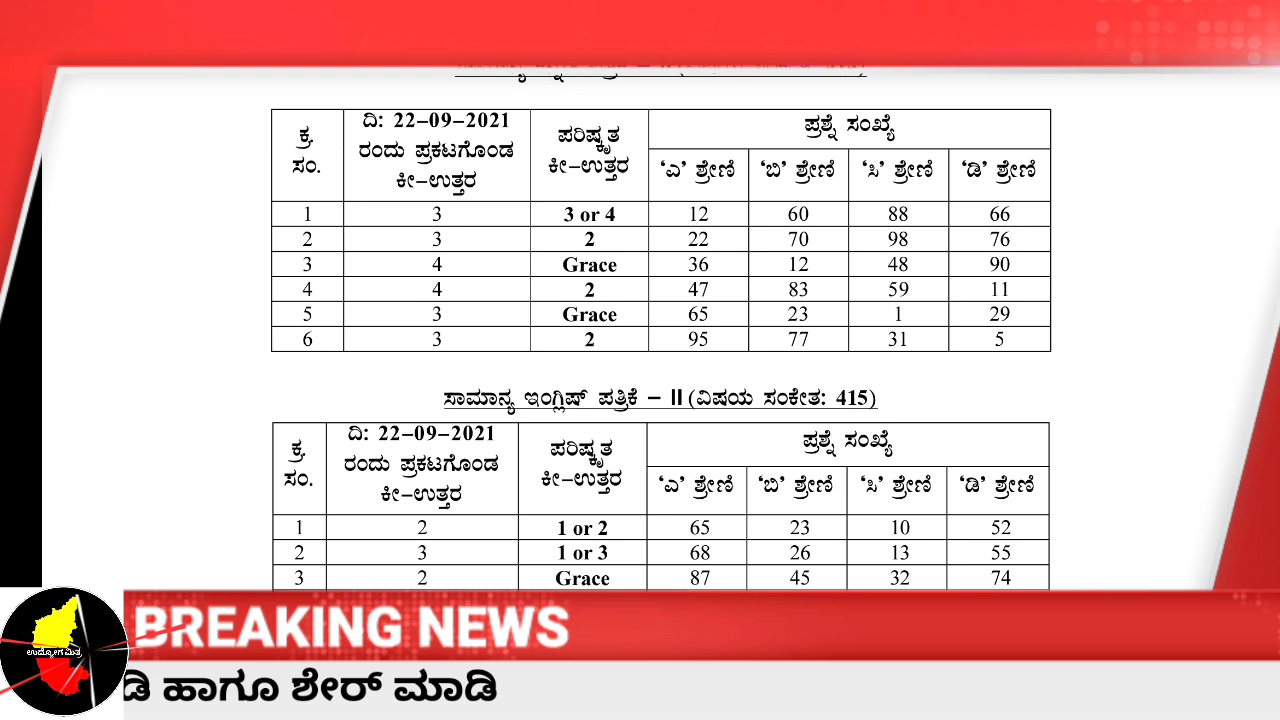 ಕ್ರ. ಸಂ. ದಿ: 22-09-2021 ರಂದು ಪ್ರಕಟಗೊಂಡ ಕೀ-ಉತ್ತರ ಪರಿಷ್ಕೃತ ಕೀ-ಉತ್ತರ ಪ್ರಶ್ನೆ ಸಂಖ್ಯೆ
'ಎ' ಶ್ರೇಣಿ 'ಬಿ' ಶ್ರೇಣಿ 'ಸಿ' ಶ್ರೇಣಿ 'ಡಿ' ಶ್ರೇಣಿ
1 3 3 or 4 12 60 88 66
2 3 2 22 70 98 76
3 4 Grace 36 12 48 90
4 4 2 47 83 59 11
5 3 Grace 65 23 1 29
6 3 2 95 77 31 5
ಸಾಮಾನ್ಯ ಇಂಗ್ಲಿಷ್ ಪತ್ರಿಕೆ – II (ವಿಷಯ ಸಂಕೇತ: 415)
ಕ್ರ. ಸಂ. ದಿ: 22-09-2021 ರಂದು ಪ್ರಕಟಗೊಂಡ ಕೀ-ಉತ್ತರ ಪರಿಷ್ಕೃತ ಕೀ-ಉತ್ತರ ಪ್ರಶ್ನೆ ಸಂಖ್ಯೆ
'ಎ' ಶ್ರೇಣಿ 'ಬಿ' ಶ್ರೇಣಿ 'ಸಿ' ಶ್ರೇಣಿ 'ಡಿ' ಶ್ರೇಣಿ
1 2 1 or 2 65 23 10 52
2 3 1 or 3 68 26 13 55
3 2 Grace 87 45 32 74
BREAKING NEWS
ಉದ್ಯೋಗ ಮಿತ್ರ
ಡಿ ಹಾಗೂ ಶೇರ್ ಮಾಡಿ